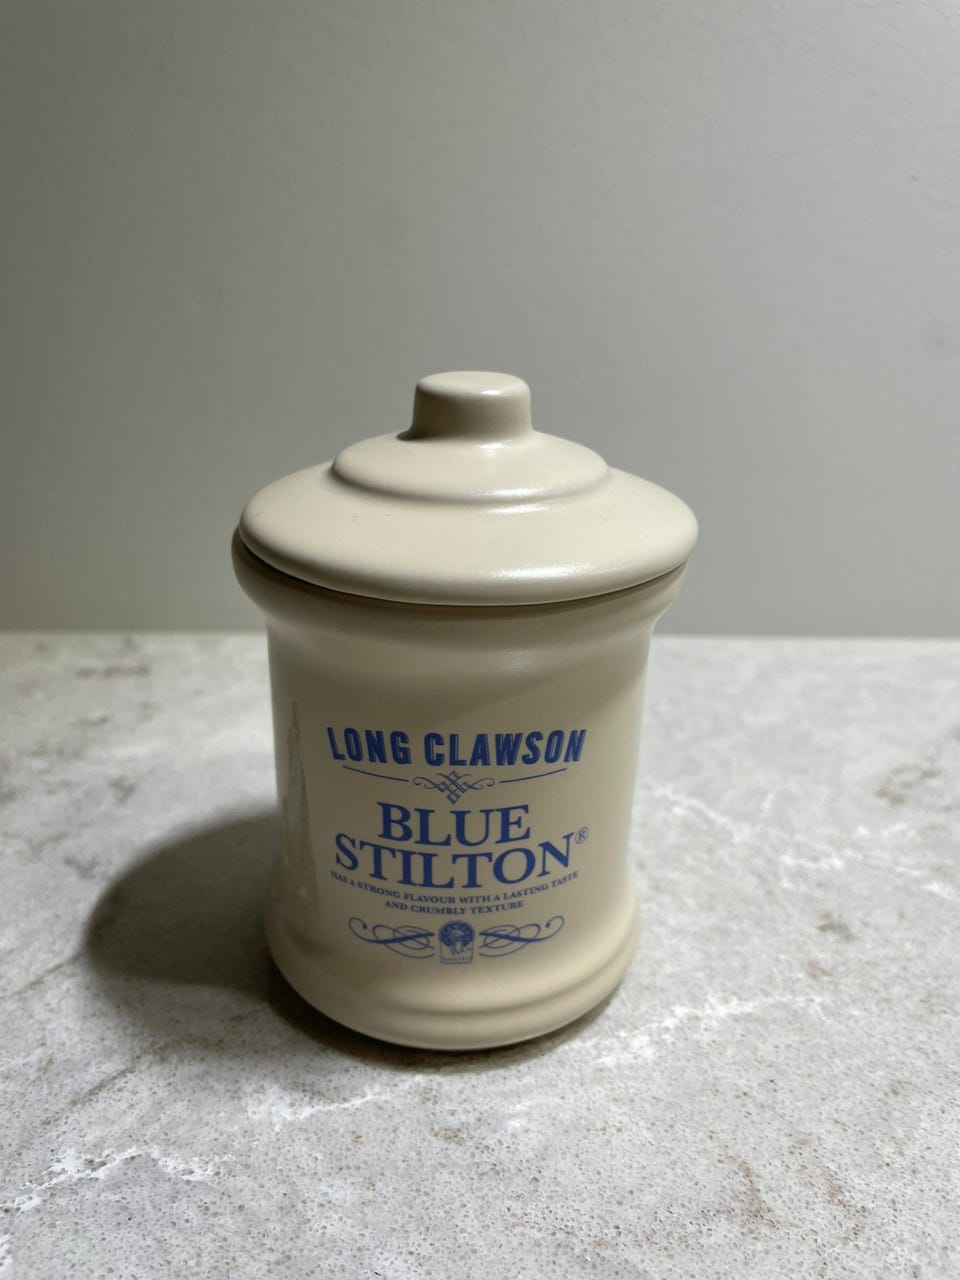 LONG CLAWSON
BLUE
STILTON®
HAS A STRONG FLAVOUR WITH A LASTING TASTE
AND CRUMBLY TEXTURE